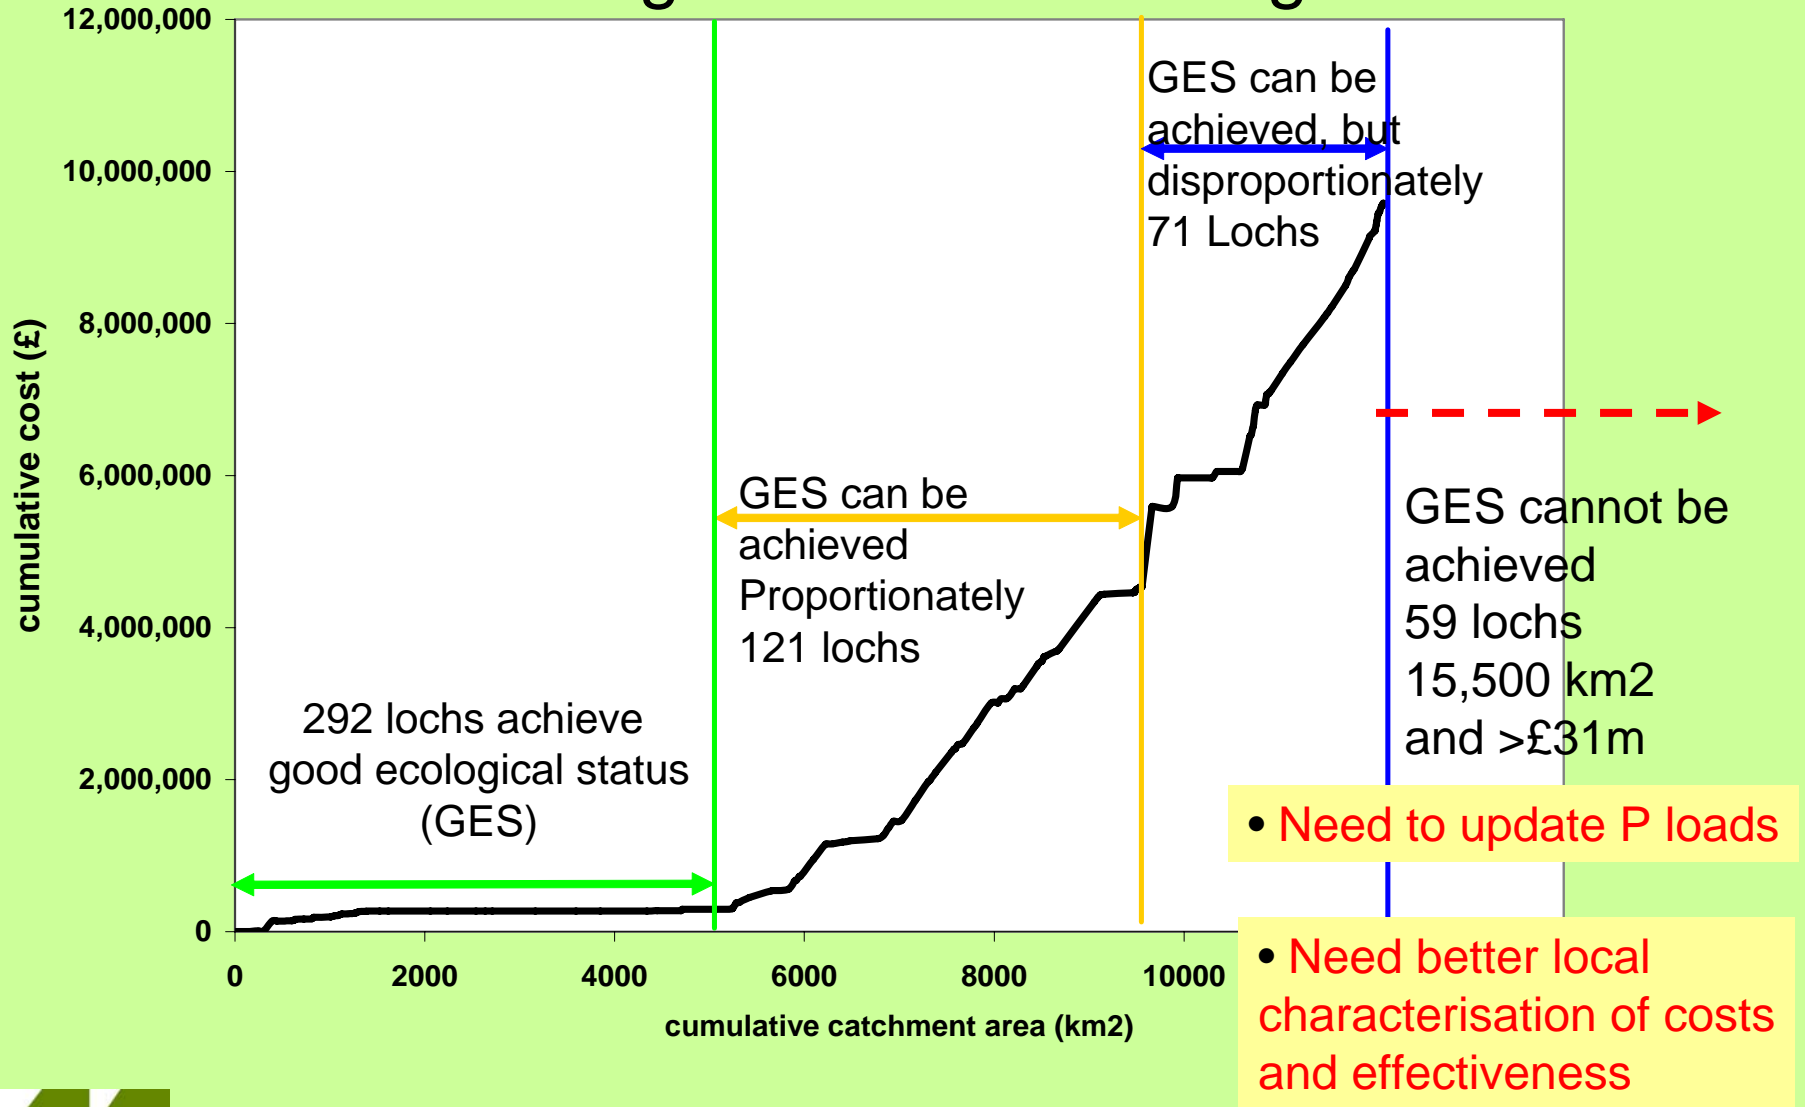 12,000,000
10,000,000
8,000,000
6,000,000
4,000,000
2,000,000
0
cumulative cost (£)
GES can be
achieved, but
disproportionately
71 Lochs
GES can be
achieved
Proportionately
121 lochs
292 lochs achieve
good ecological status
(GES)
GES cannot be
achieved
59 lochs
15,500 km2
and >£31m
• Need to update P loads
• Need better local
characterisation of costs
and effectiveness
0 2000 4000 6000 8000 10000
cumulative catchment area (km2)